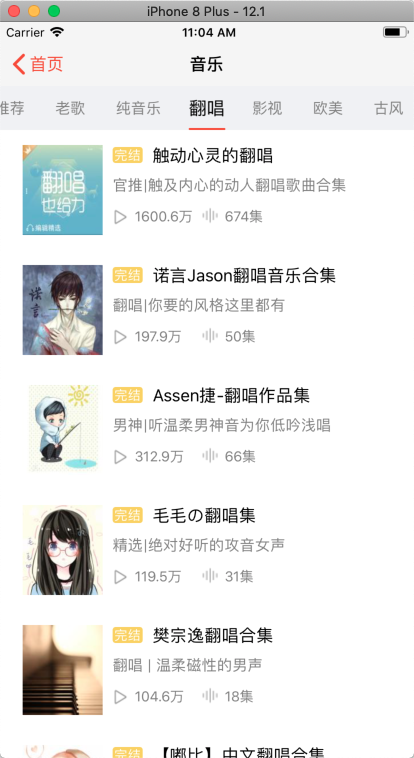 iPhone 8 Plus - 12.1
Carrier 11:04 AM
首页 音乐
推荐 老歌 纯音乐 翻唱 影视 欧美 古风
翻唱
也给力
编辑精选
完结 触动心灵的翻唱
官推|触及内心的动人翻唱歌曲合集
1600.6万 674集
诺言
完结 诺言Jason翻唱音乐合集
翻唱|你要的风格这里都有
197.9万 50集
完结 Assen捷-翻唱作品集
男神|听温柔男神音为你低吟浅唱
312.9万 66集
完结 毛毛の翻唱集
精选|绝对好听的攻音女声
119.5万 31集
完结 樊宗逸翻唱合集
翻唱 | 温柔磁性的男声
104.6万 18集
完结 【嘟比】中文翻唱合集